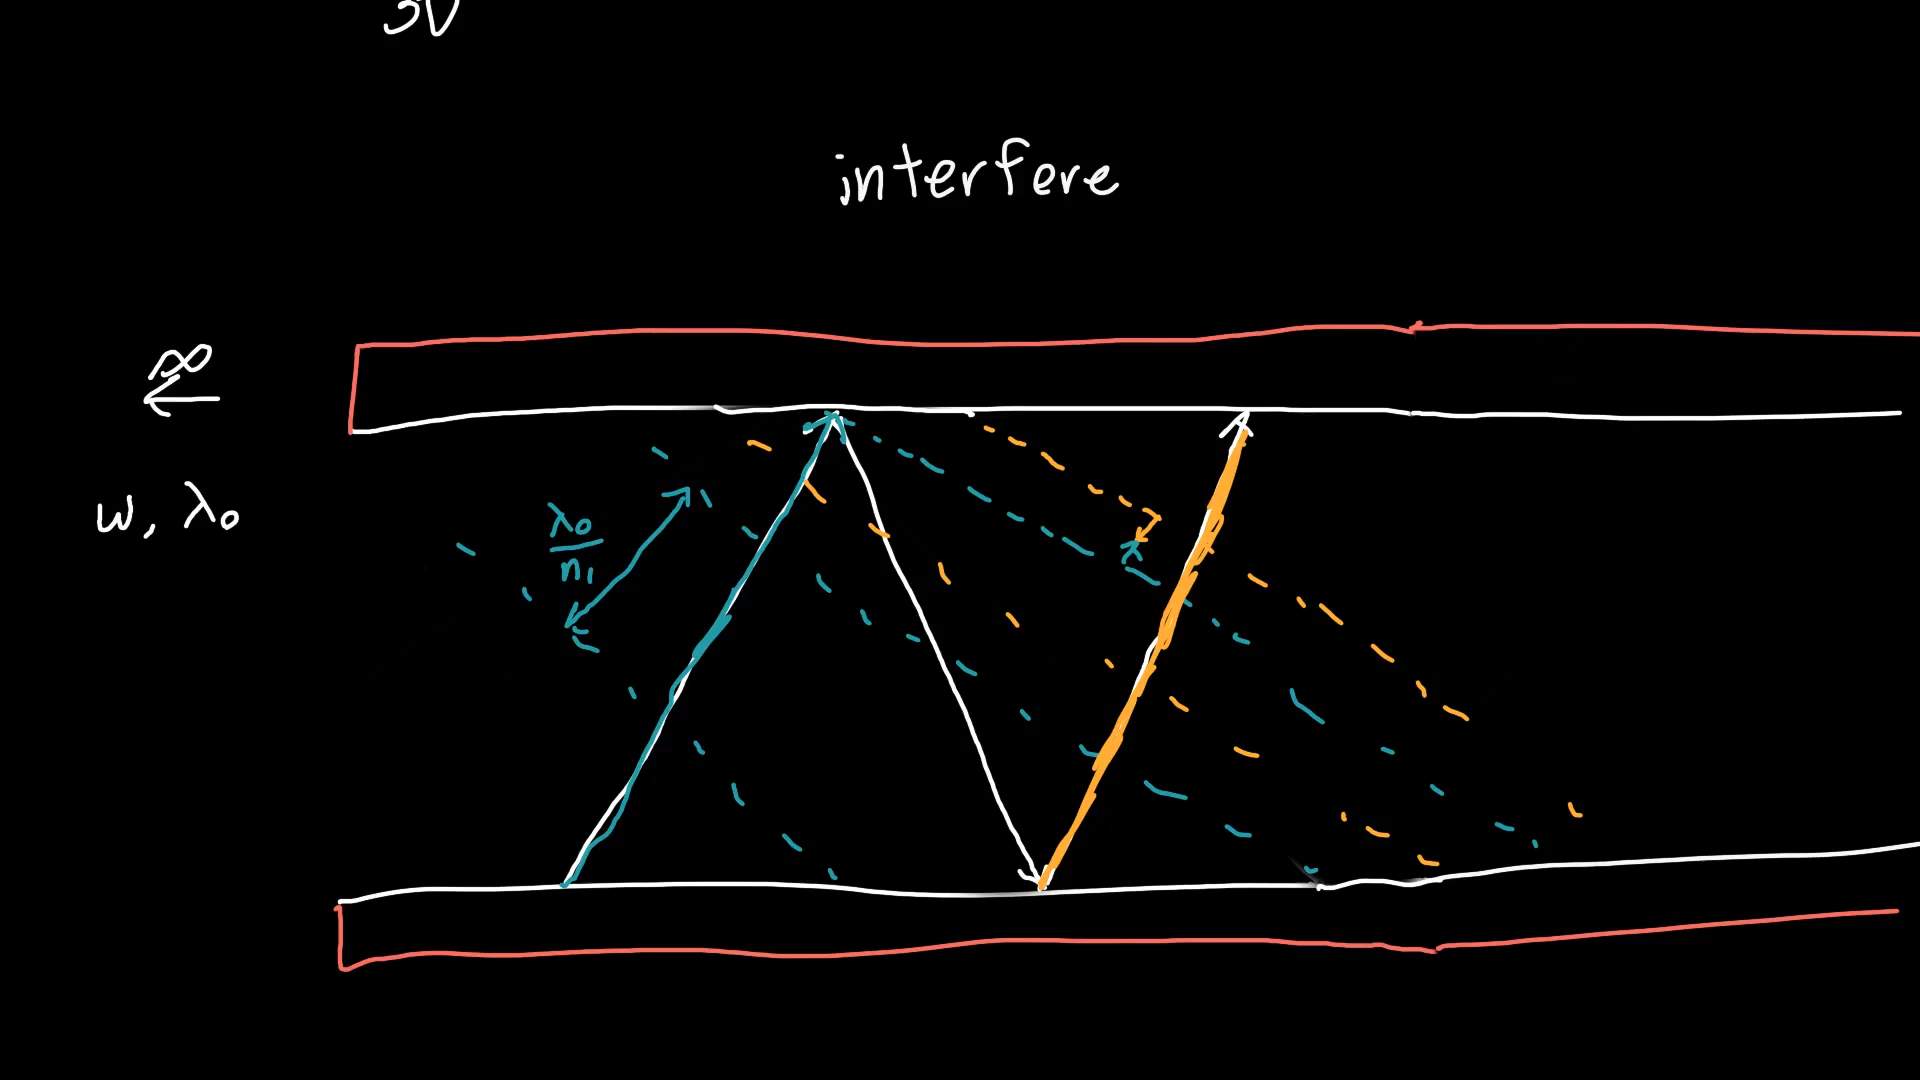 interfere
∞
λ₀
n₁
ω, λ₀